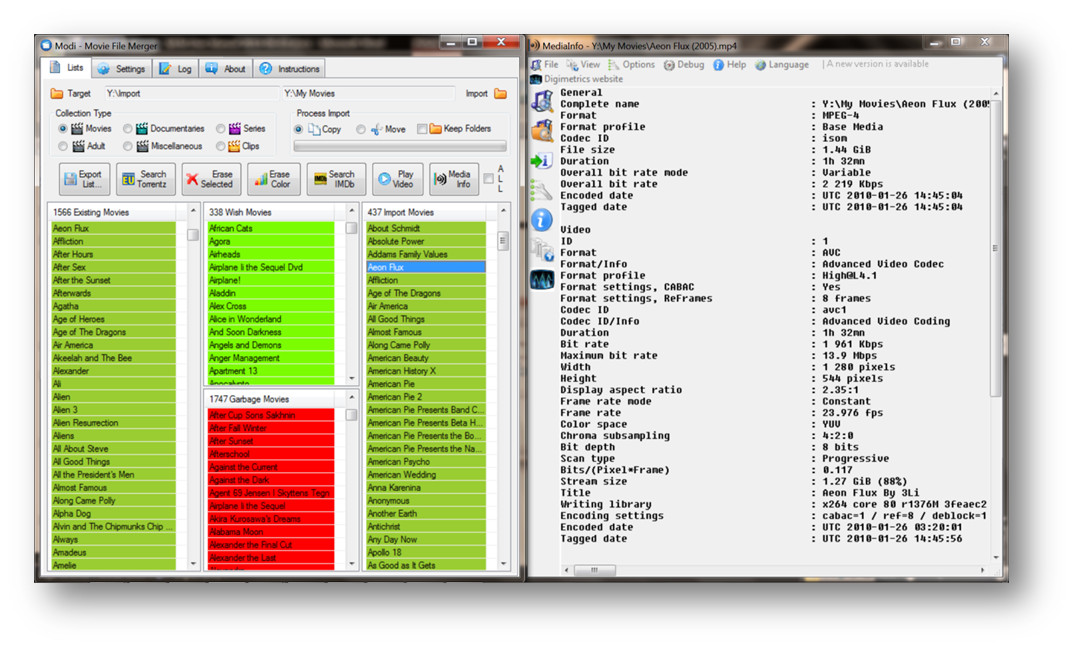 Modi - Movie File Merger
Lists Settings Log About Instructions
Target Y:\Import Y:\My Movies Import
Collection Type
Movies Documentaries Series
Adult Miscellaneous Clips
Process Import
Copy Move Keep Folders
Export List...
Search Torrentz
Erase Selected
Erase Color
Search IMDb
Play Video
Media Info
ALL
1566 Existing Movies
Aeon Flux
Affliction
After Hours
After Sex
After the Sunset
Afterwards
Agatha
Age of Heroes
Age of The Dragons
Air America
Akeelah and The Bee
Alexander
Ali
Alien
Alien 3
Alien Resurrection
Aliens
All About Steve
All Good Things
All the President's Men
Almost Famous
Along Came Polly
Alpha Dog
Alvin and The Chipmunks Chip ...
Always
Amadeus
Amelie
338 Wish Movies
African Cats
Agora
Airheads
Airplane Ii the Sequel Dvd
Airplane!
Aladdin
Alex Cross
Alice in Wonderland
And Soon Darkness
Angels and Demons
Anger Management
Apartment 13
Apocalypto
1747 Garbage Movies
After Cup Sons Sakhnin
After Fall Winter
After Sunset
Afterschool
Against the Current
Against the Dark
Agent 69 Jensen I Skyttens Tegn
Airplane Ii the Sequel
Akira Kurosawa's Dreams
Alabama Moon
Alexander the Final Cut
Alexander the Last
437 Import Movies
About Schmidt
Absolute Power
Addams Family Values
Aeon Flux
Affliction
Age of The Dragons
Air America
All Good Things
Almost Famous
Along Came Polly
American Beauty
American History X
American Pie
American Pie 2
American Pie Presents Band C...
American Pie Presents Beta H...
American Pie Presents the Bo...
American Pie Presents the Na...
American Psycho
American Wedding
Anna Karenina
Anonymous
Another Earth
Antichrist
Any Day Now
Apollo 18
As Good as It Gets
MediaInfo - Y:\My Movies\Aeon Flux (2005).mp4
File View Options Debug Help Language | A new version is available
Digimetrics website
General
Complete name : Y:\My Movies\Aeon Flux (200
Format : MPEG-4
Format profile : Base Media
Codec ID : isom
File size : 1.44 GiB
Duration : 1h 32mn
Overall bit rate mode : Variable
Overall bit rate : 2 219 Kbps
Encoded date : UTC 2010-01-26 14:45:04
Tagged date : UTC 2010-01-26 14:45:04
Video
ID : 1
Format : AVC
Format/Info : Advanced Video Codec
Format profile : High@L4.1
Format settings, CABAC : Yes
Format settings, ReFrames : 8 frames
Codec ID : avc1
Codec ID/Info : Advanced Video Coding
Duration : 1h 32mn
Bit rate : 1 961 Kbps
Maximum bit rate : 13.9 Mbps
Width : 1 280 pixels
Height : 544 pixels
Display aspect ratio : 2.35:1
Frame rate mode : Constant
Frame rate : 23.976 fps
Color space : YUV
Chroma subsampling : 4:2:0
Bit depth : 8 bits
Scan type : Progressive
Bits/(Pixel*Frame) : 0.117
Stream size : 1.27 GiB (88%)
Title : Aeon Flux By 3Li
Writing library : x264 core 80 r1376M 3feaec2
Encoding settings : cabac=1 / ref=8 / deblock=1
Encoded date : UTC 2010-01-26 03:20:01
Tagged date : UTC 2010-01-26 14:45:56